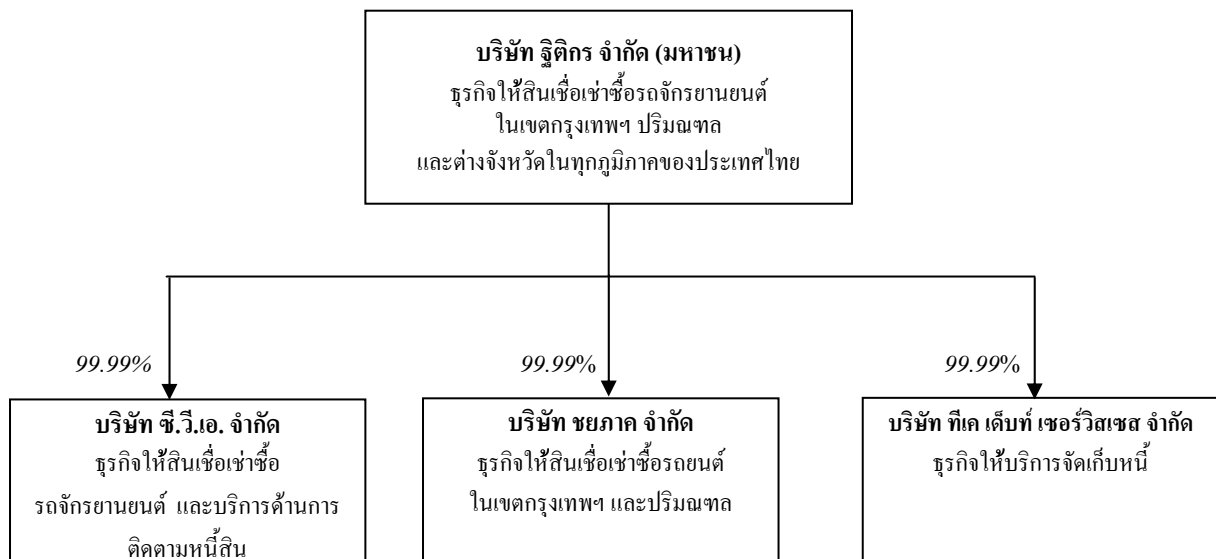 บริษัท ฐิติกร จำกัด (มหาชน)
ธุรกิจให้สินเชื่อเช่าซื้อรถจักรยานยนต์
ในเขตกรุงเทพฯ ปริมณฑล
และต่างจังหวัดในทุกภูมิภาคของประเทศไทย
99.99%
99.99%
99.99%
บริษัท ซี.วี.เอ. จำกัด
ธุรกิจให้สินเชื่อเช่าซื้อ
รถจักรยานยนต์ และบริการด้านการ
ติดตามหนี้สิน
บริษัท ชยภาค จำกัด
ธุรกิจให้สินเชื่อเช่าซื้อรถยนต์
ในเขตกรุงเทพฯ และปริมณฑล
บริษัท ทีเค เด็บท์ เซอร์วิสเซส จำกัด
ธุรกิจให้บริการจัดเก็บหนี้